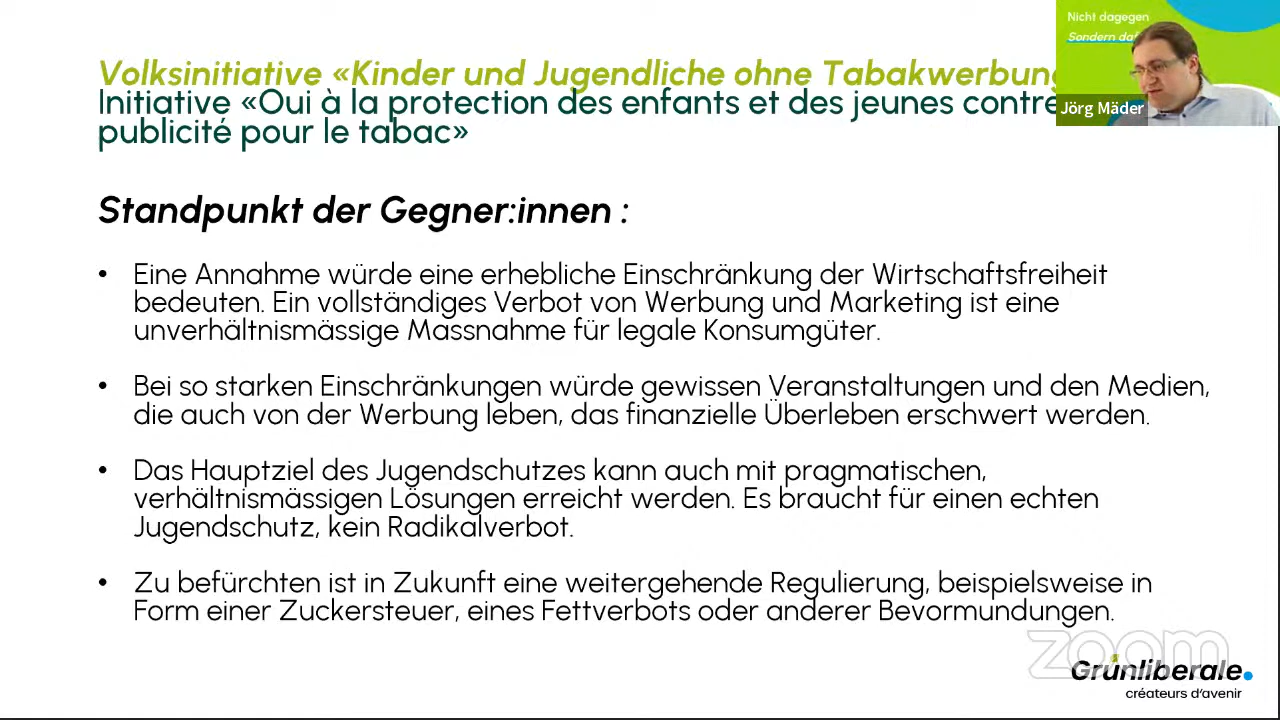 Volksinitiative «Kinder und Jugendliche ohne Tabakwerbung
Initiative «Oui à la protection des enfants et des jeunes contre
publicité pour le tabac»
Nicht dagegen
Sondern
Jörg Mäder
Standpunkt der Gegner:innen :
• Eine Annahme würde eine erhebliche Einschränkung der Wirtschaftsfreiheit
bedeuten. Ein vollständiges Verbot von Werbung und Marketing ist eine
unverhältnismässige Massnahme für legale Konsumgüter.
• Bei so starken Einschränkungen würde gewissen Veranstaltungen und den Medien,
die auch von der Werbung leben, das finanzielle Überleben erschwert werden.
• Das Hauptziel des Jugendschutzes kann auch mit pragmatischen,
verhältnismässigen Lösungen erreicht werden. Es braucht für einen echten
Jugendschutz, kein Radikalverbot.
• Zu befürchten ist in Zukunft eine weitergehende Regulierung, beispielsweise in
Form einer Zuckersteuer, eines Fettverbots oder anderer Bevormundungen.
zoom
Grünliberale.
créateurs d'avenir